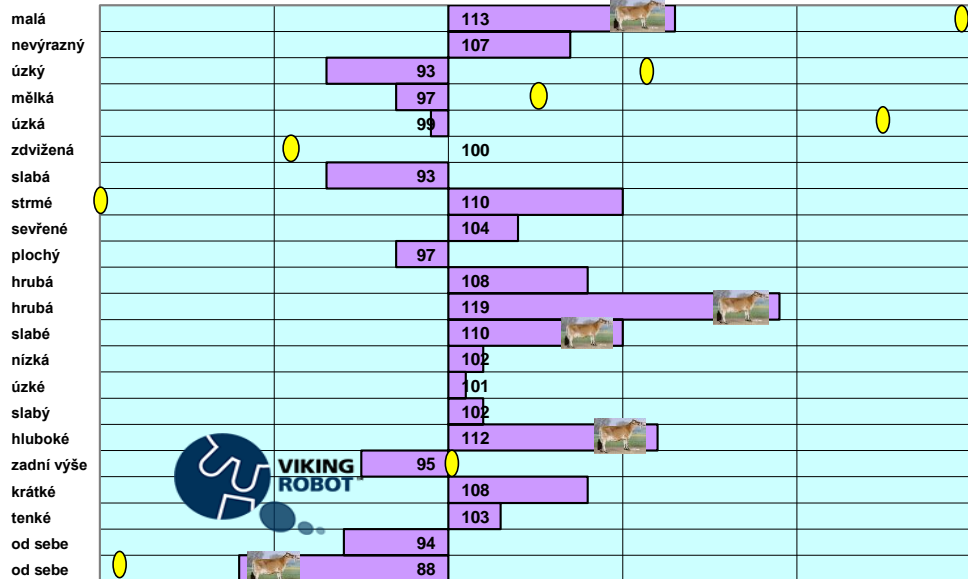 malá 113
nevýrazný 107
úzký 93
mělká 97
úzká 99
zdvižená 100
slabá 93
strmé 110
sevřené 104
plochý 97
hrubá 108
hrubá 119
slabé 110
nízká 102
úzké 101
slabý 102
hluboké 112
zadní výše 95
VIKING
ROBOT
krátké 108
tenké 103
od sebe 94
od sebe 88